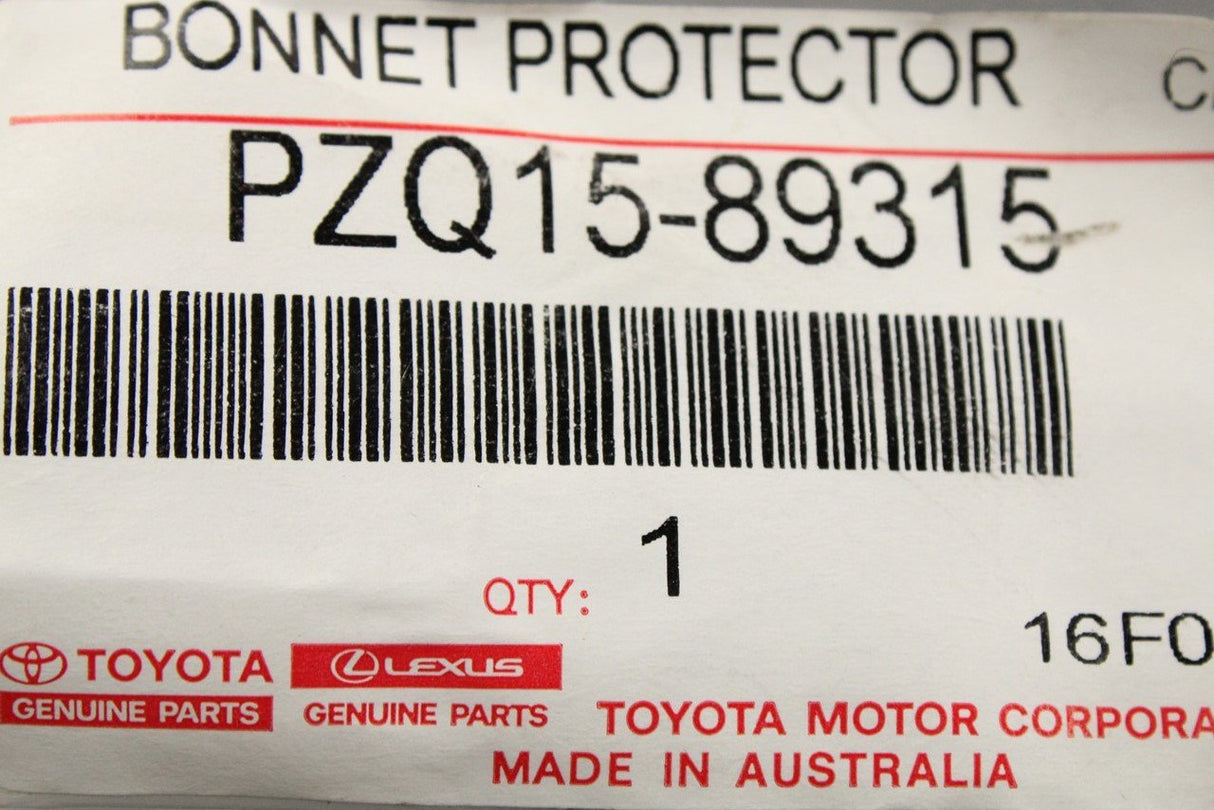 BONNET PROTECTOR
PZQ15-89315
1
QTY:
16F0
TOYOTA
GENUINE PARTS
LEXUS
GENUINE PARTS
TOYOTA MOTOR CORPORA
MADE IN AUSTRALIA